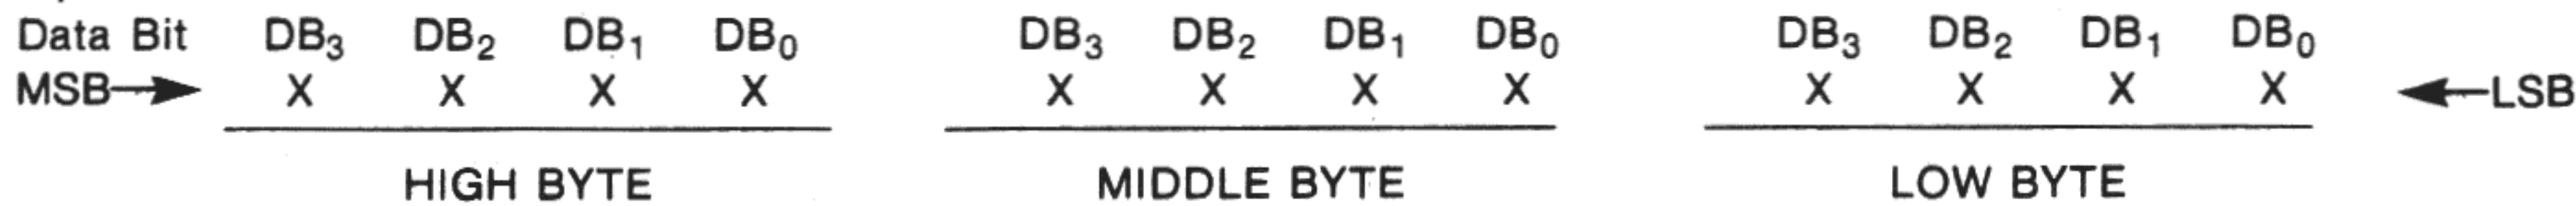 Data Bit DB₃ DB₂ DB₁ DB₀ DB₃ DB₂ DB₁ DB₀ DB₃ DB₂ DB₁ DB₀
MSB→ X X X X X X X X X X X X ←LSB
HIGH BYTE MIDDLE BYTE LOW BYTE